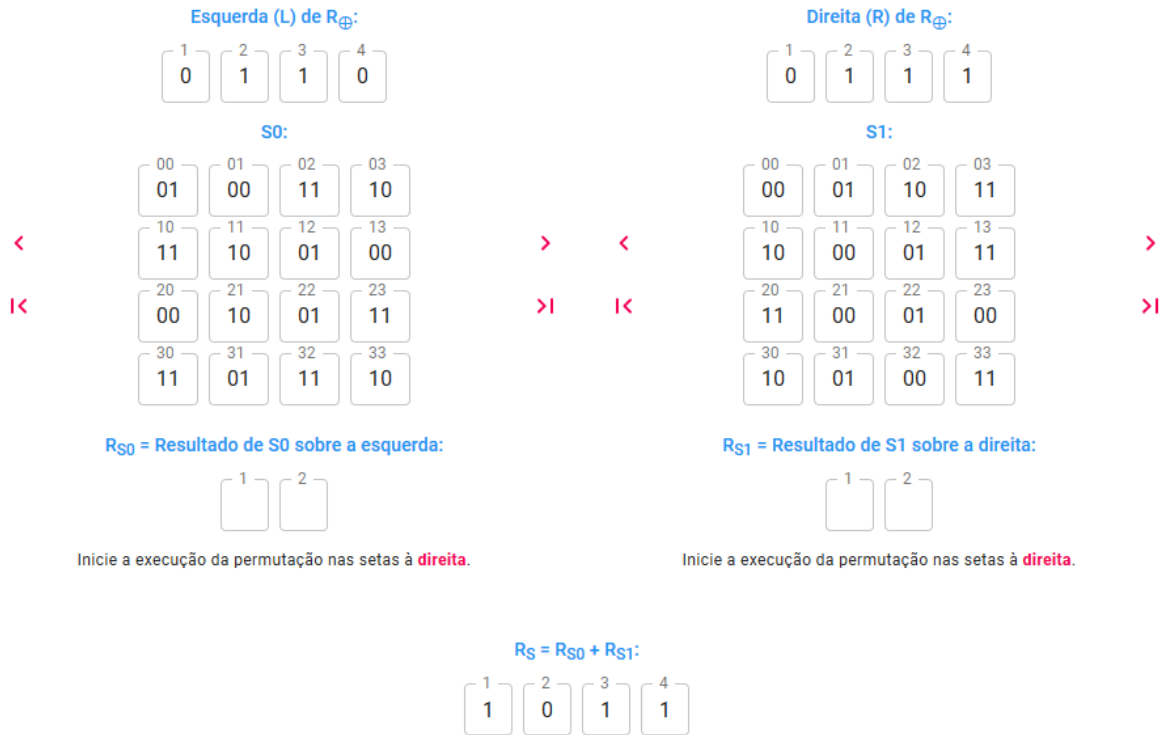 Esquerda (L) de R⊕: Direita (R) de R⊕:
1 2 3 4 1 2 3 4
0 1 1 0 0 1 1 1
S0: S1:
00 01 02 03 00 01 02 03
01 00 11 10 00 01 10 11
10 11 12 13 10 11 12 13
11 10 01 00 10 00 01 11
20 21 22 23 20 21 22 23
00 10 01 11 11 00 01 00
30 31 32 33 30 31 32 33
11 01 11 10 10 01 00 11
RS0 = Resultado de S0 sobre a esquerda: RS1 = Resultado de S1 sobre a direita:
1 2 1 2
Inicie a execução da permutação nas setas à direita. Inicie a execução da permutação nas setas à direita.
RS = RS0 + RS1:
1 2 3 4
1 0 1 1